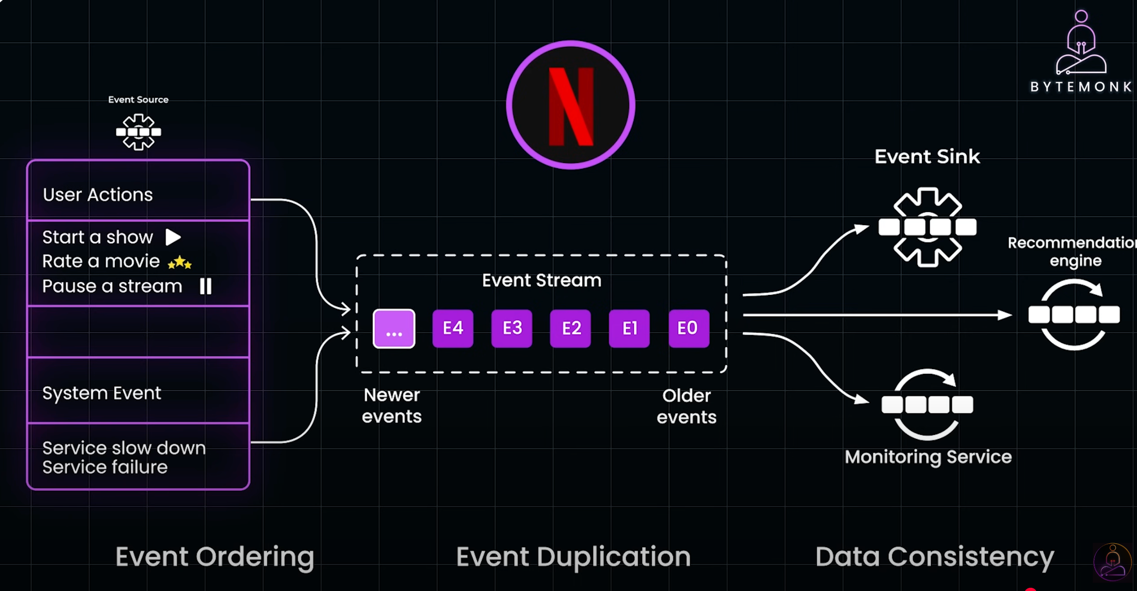 BYTEMONK
Event Source
N
User Actions
Start a show
Rate a movie
Pause a stream
System Event
Service slow down
Service failure
Event Stream
... E4 E3 E2 E1 E0
Newer
events
Older
events
Event Sink
Recommendation
engine
Monitoring Service
Event Ordering
Event Duplication
Data Consistency